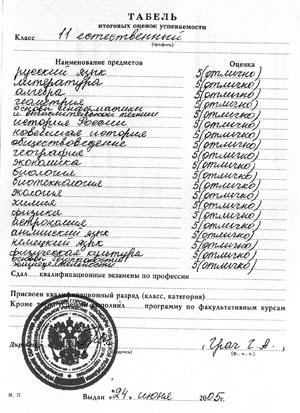 ТАБЕЛЬ
итоговых оценок успеваемости
Класс 11 естественный
(профиль)
Наименование предметов Оценка
русский язык 5(отлично)
литература 5(отлично)
алгебра 5(отлично)
геометрия 5(отлично)
основы информатики
и вычислительной техники 5(отлично)
история России 5(отлично)
новейшая история 5(отлично)
обществоведение 5(отлично)
география 5(отлично)
экономика 5(отлично)
биология 5(отлично)
биотехнология 5(отлично)
экология 5(отлично)
химия 5(отлично)
физика 5(отлично)
астрономия 5(отлично)
английский язык 5(отлично)
немецкий язык 5(отлично)
физическая культура 5(отлично)
основы безопасности
жизнедеятельности 5(отлично)
Сдал квалификационные экзамены по профессии
Присвоен квалификационный разряд (класс, категория)
Кроме того, выполнил программу по факультативным курсам
Директор Грач Г.А.
(ф., и., о.)
М. П.
Выдан «24» июня 2005г.